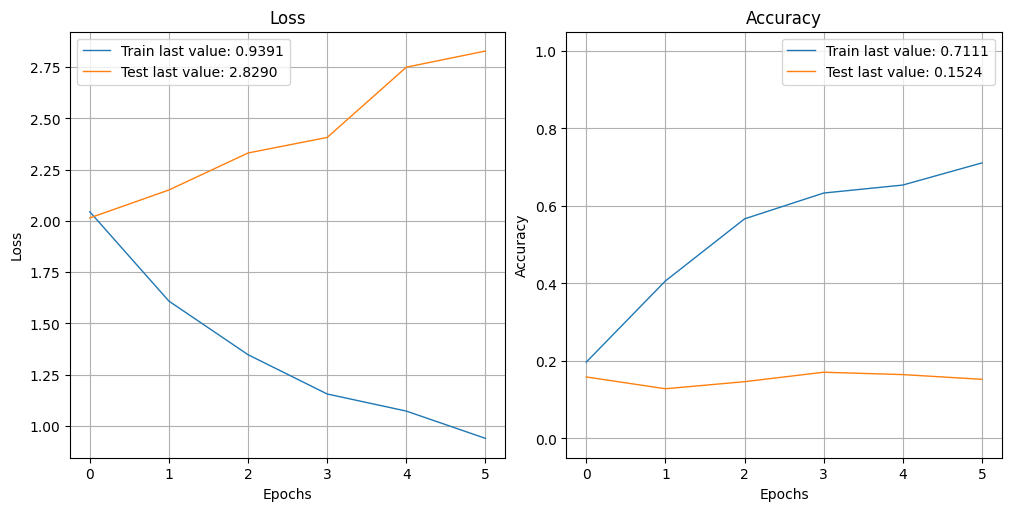 Loss
Train last value: 0.9391
Test last value: 2.8290
2.75
2.50
2.25
2.00
1.75
1.50
1.25
1.00
Loss
0 1 2 3 4 5
Epochs
Accuracy
Train last value: 0.7111
Test last value: 0.1524
1.0
0.8
0.6
0.4
0.2
0.0
Accuracy
0 1 2 3 4 5
Epochs